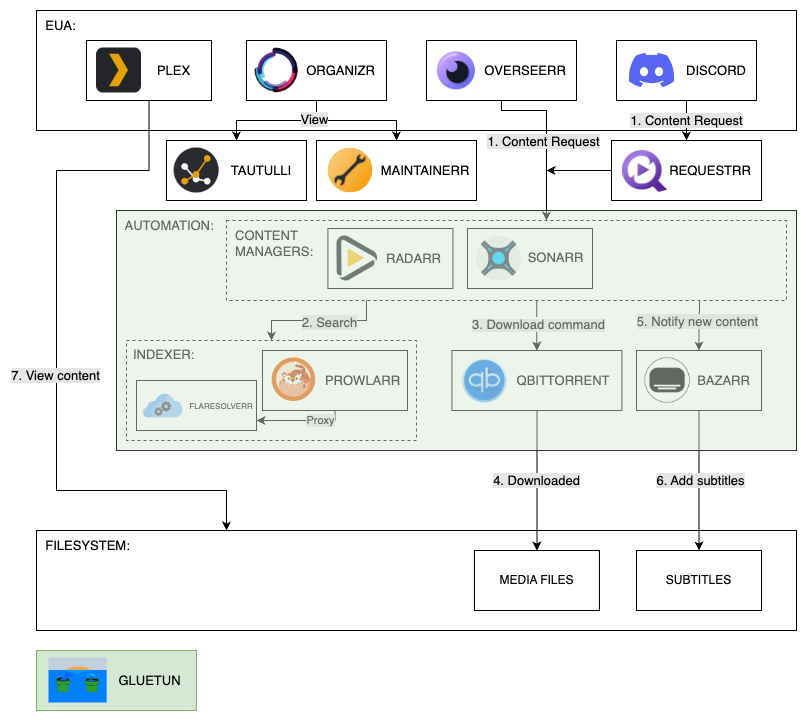 EUA:
PLEX
ORGANIZR
OVERSEERR
DISCORD
View
1. Content Request
1. Content Request
TAUTULLI
MAINTAINERR
REQUESTRR
AUTOMATION:
CONTENT
MANAGERS:
RADARR
SONARR
2. Search
3. Download command
5. Notify new content
INDEXER:
7. View content
PROWLARR
qb
QBITTORRENT
BAZARR
FLARESOLVERR
Proxy
4. Downloaded
6. Add subtitles
FILESYSTEM:
MEDIA FILES
SUBTITLES
GLUETUN